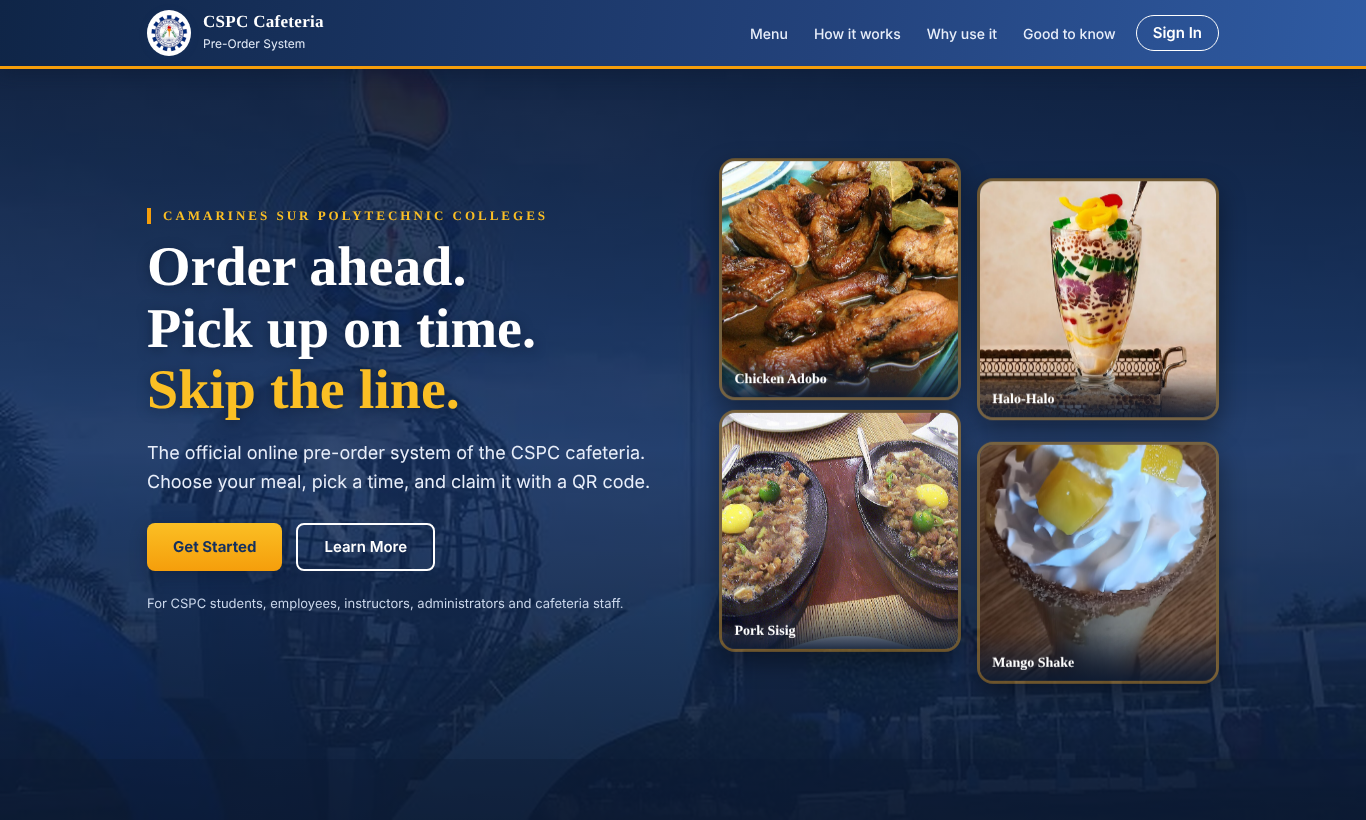 CSPC Cafeteria
Pre-Order System
Menu
How it works
Why use it
Good to know
Sign In
CAMARINES SUR POLYTECHNIC COLLEGES
Order ahead.
Pick up on time.
Skip the line.
The official online pre-order system of the CSPC cafeteria.
Choose your meal, pick a time, and claim it with a QR code.
Get Started
Learn More
For CSPC students, employees, instructors, administrators and cafeteria staff.
Chicken Adobo
Halo-Halo
Pork Sisig
Mango Shake